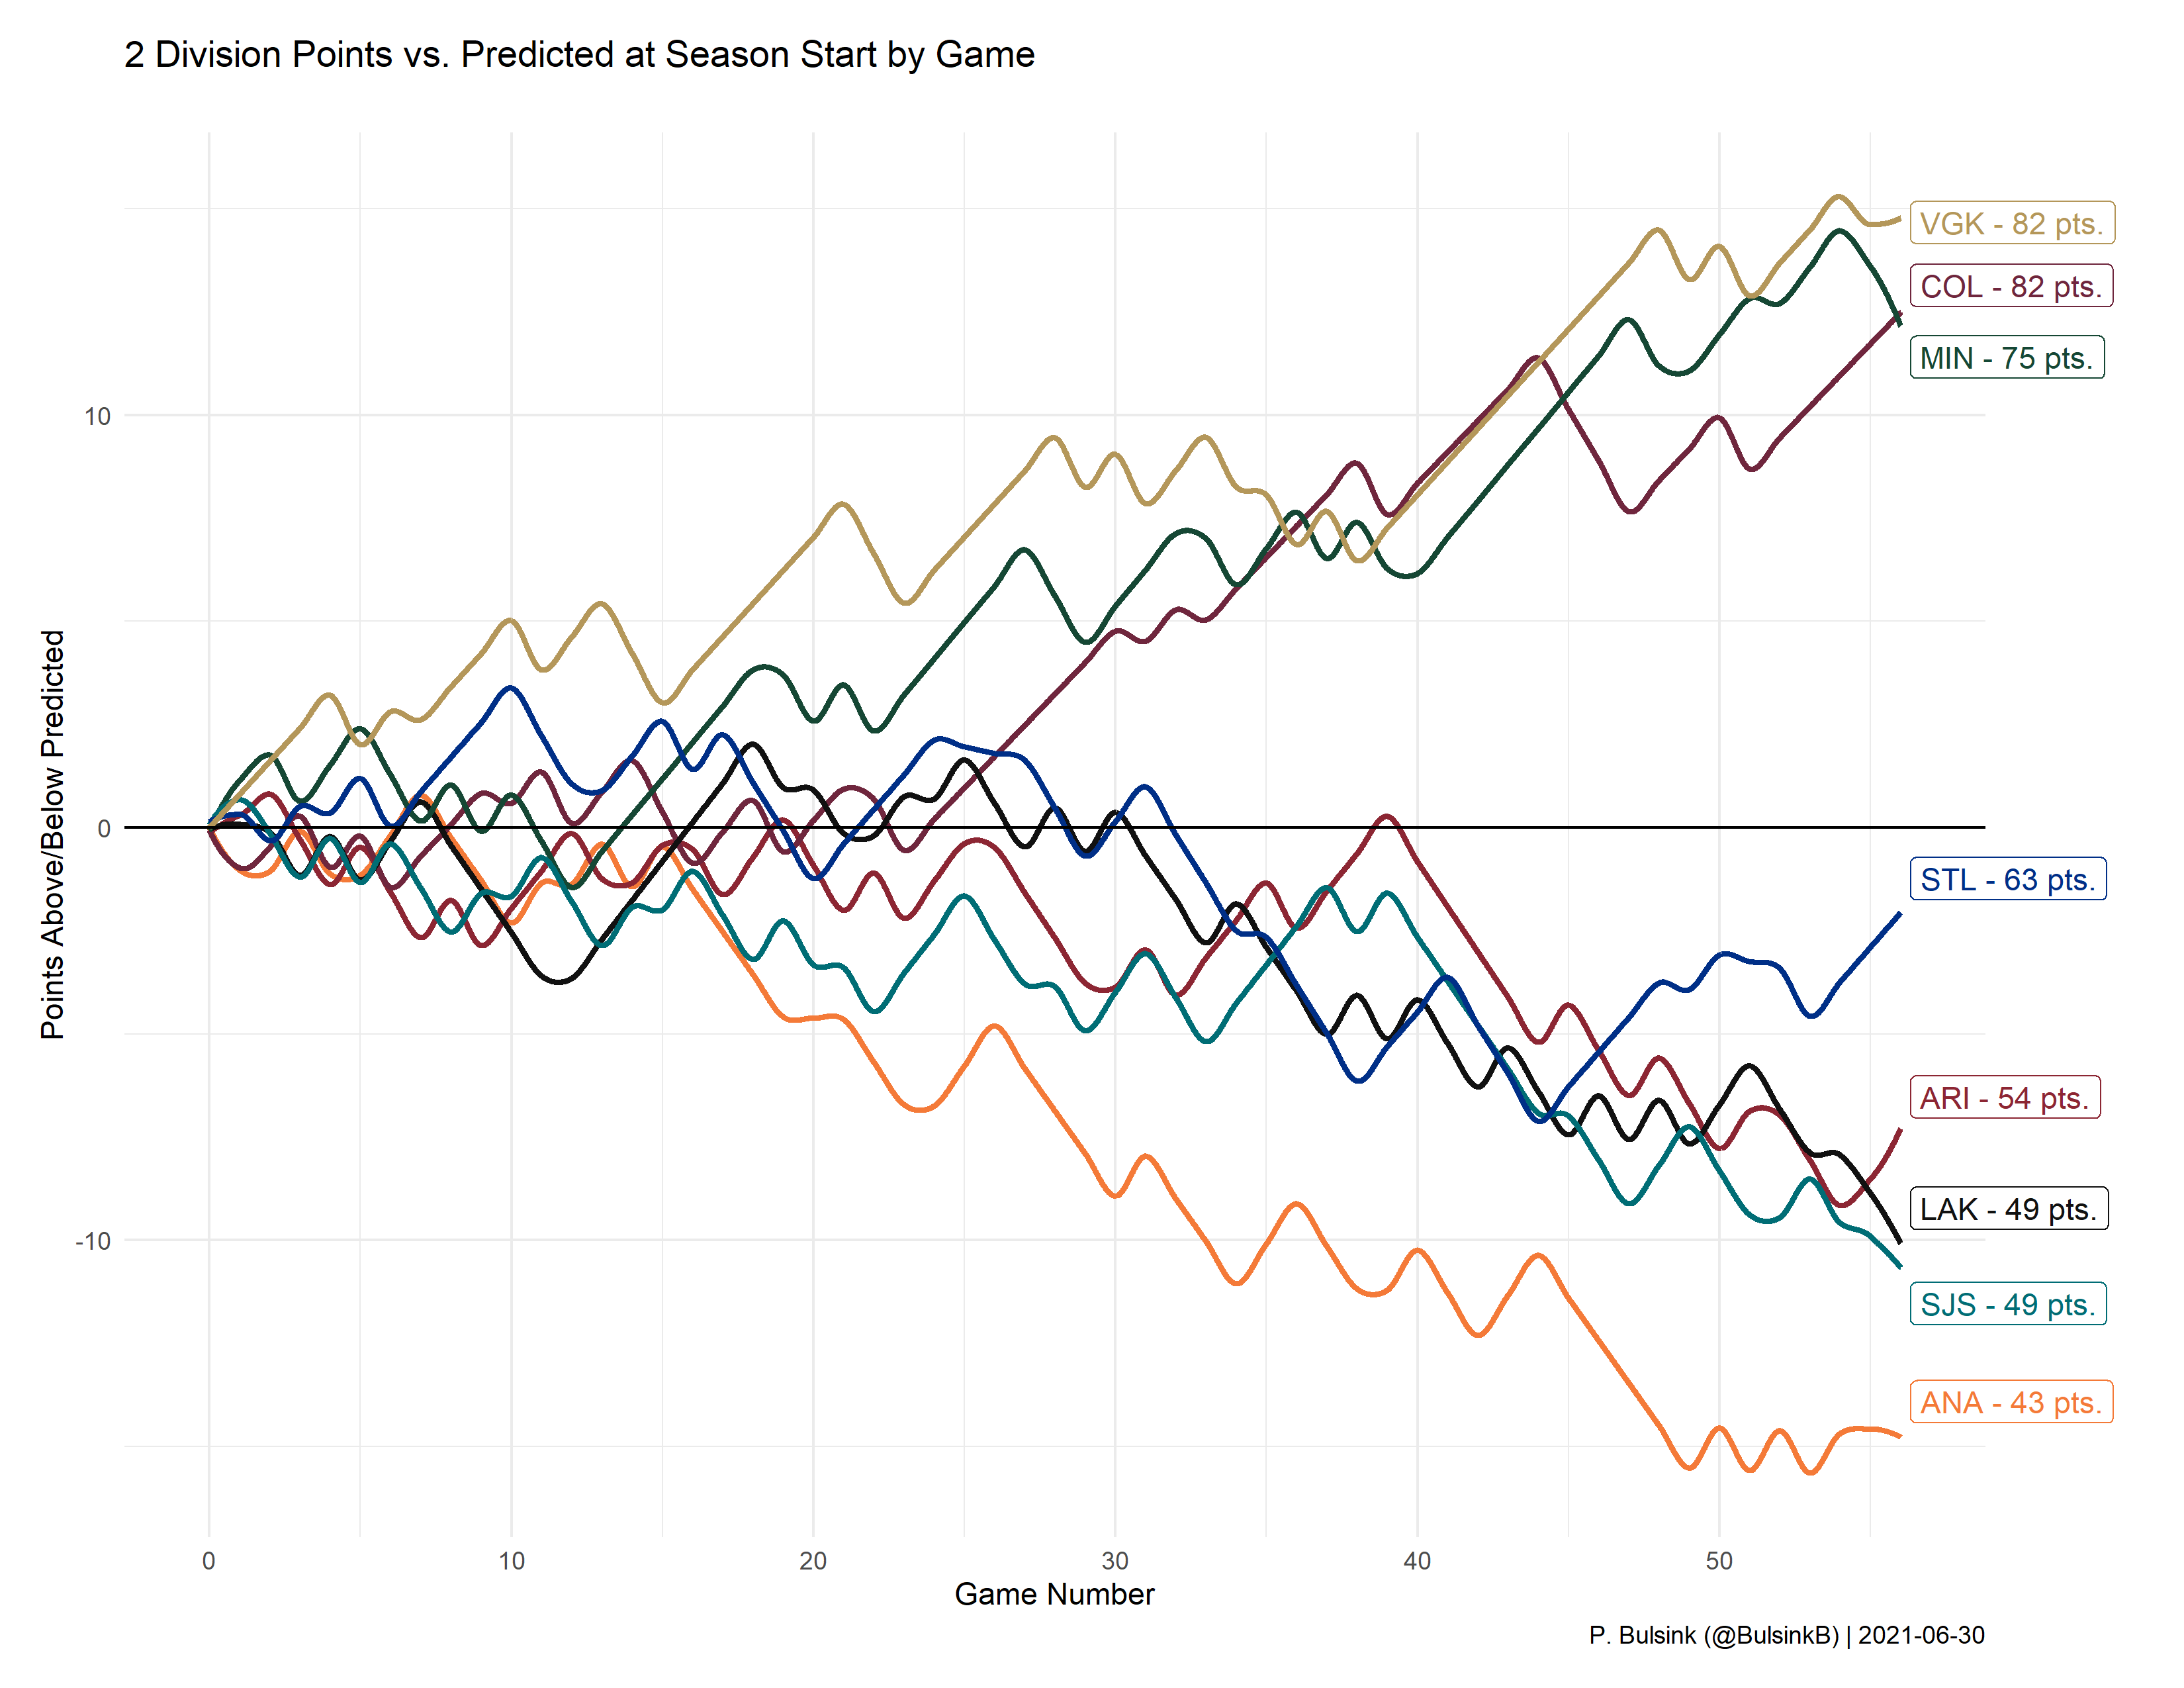 2 Division Points vs. Predicted at Season Start by Game
Points Above/Below Predicted
10
0
-10
VGK - 82 pts.
COL - 82 pts.
MIN - 75 pts.
STL - 63 pts.
ARI - 54 pts.
LAK - 49 pts.
SJS - 49 pts.
ANA - 43 pts.
0 10 20 30 40 50
Game Number
P. Bulsink (@BulsinkB) | 2021-06-30